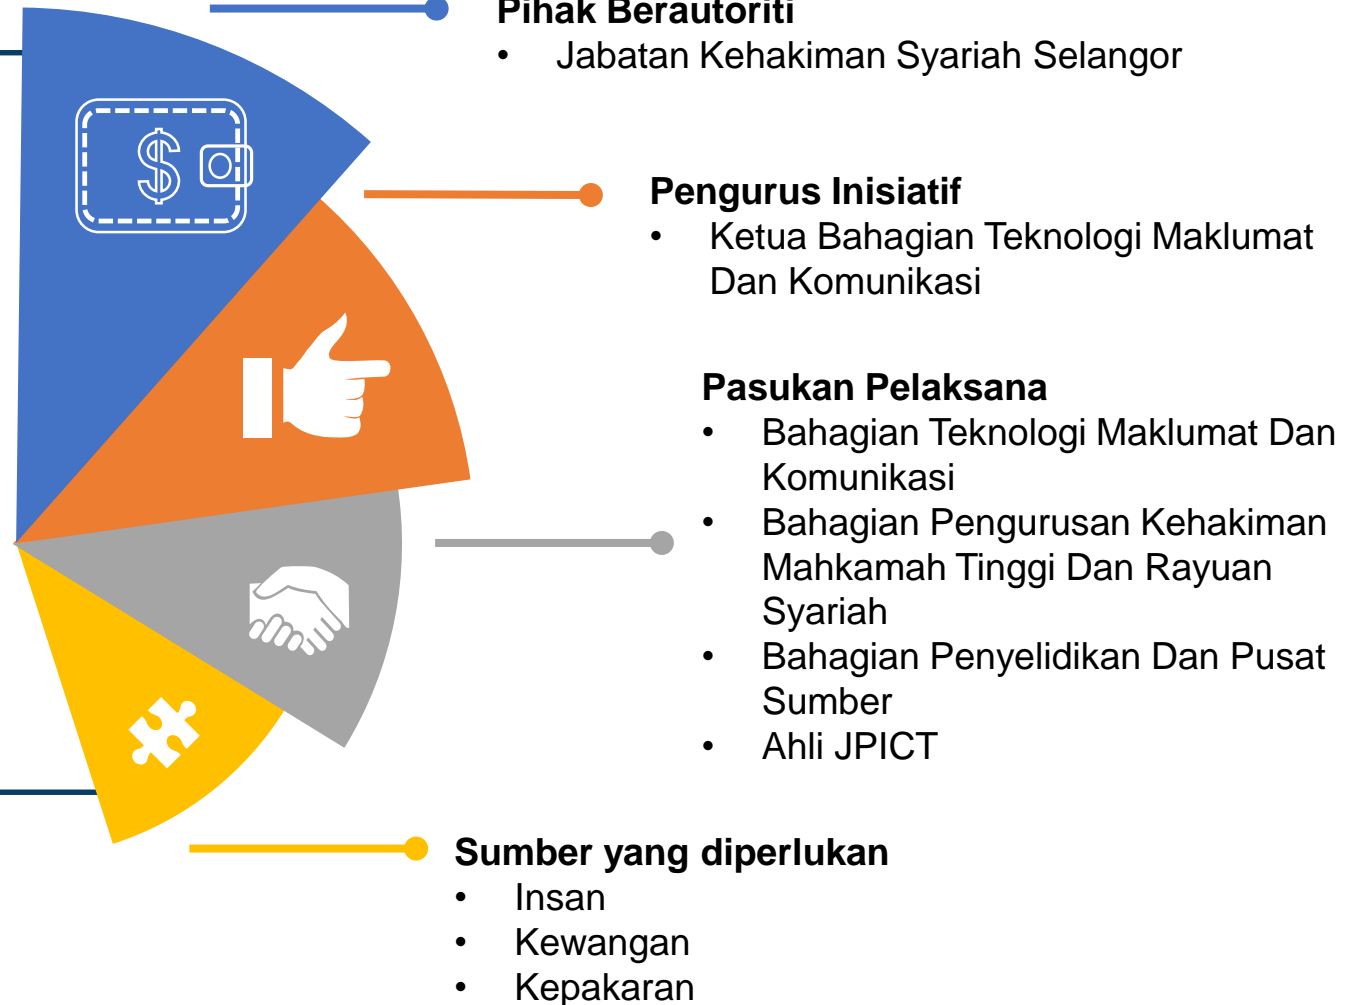 Pihak Berautoriti
• Jabatan Kehakiman Syariah Selangor
$
Pengurus Inisiatif
• Ketua Bahagian Teknologi Maklumat
Dan Komunikasi
Pasukan Pelaksana
• Bahagian Teknologi Maklumat Dan
Komunikasi
• Bahagian Pengurusan Kehakiman
Mahkamah Tinggi Dan Rayuan
Syariah
• Bahagian Penyelidikan Dan Pusat
Sumber
• Ahli JPICT
Sumber yang diperlukan
• Insan
• Kewangan
• Kepakaran